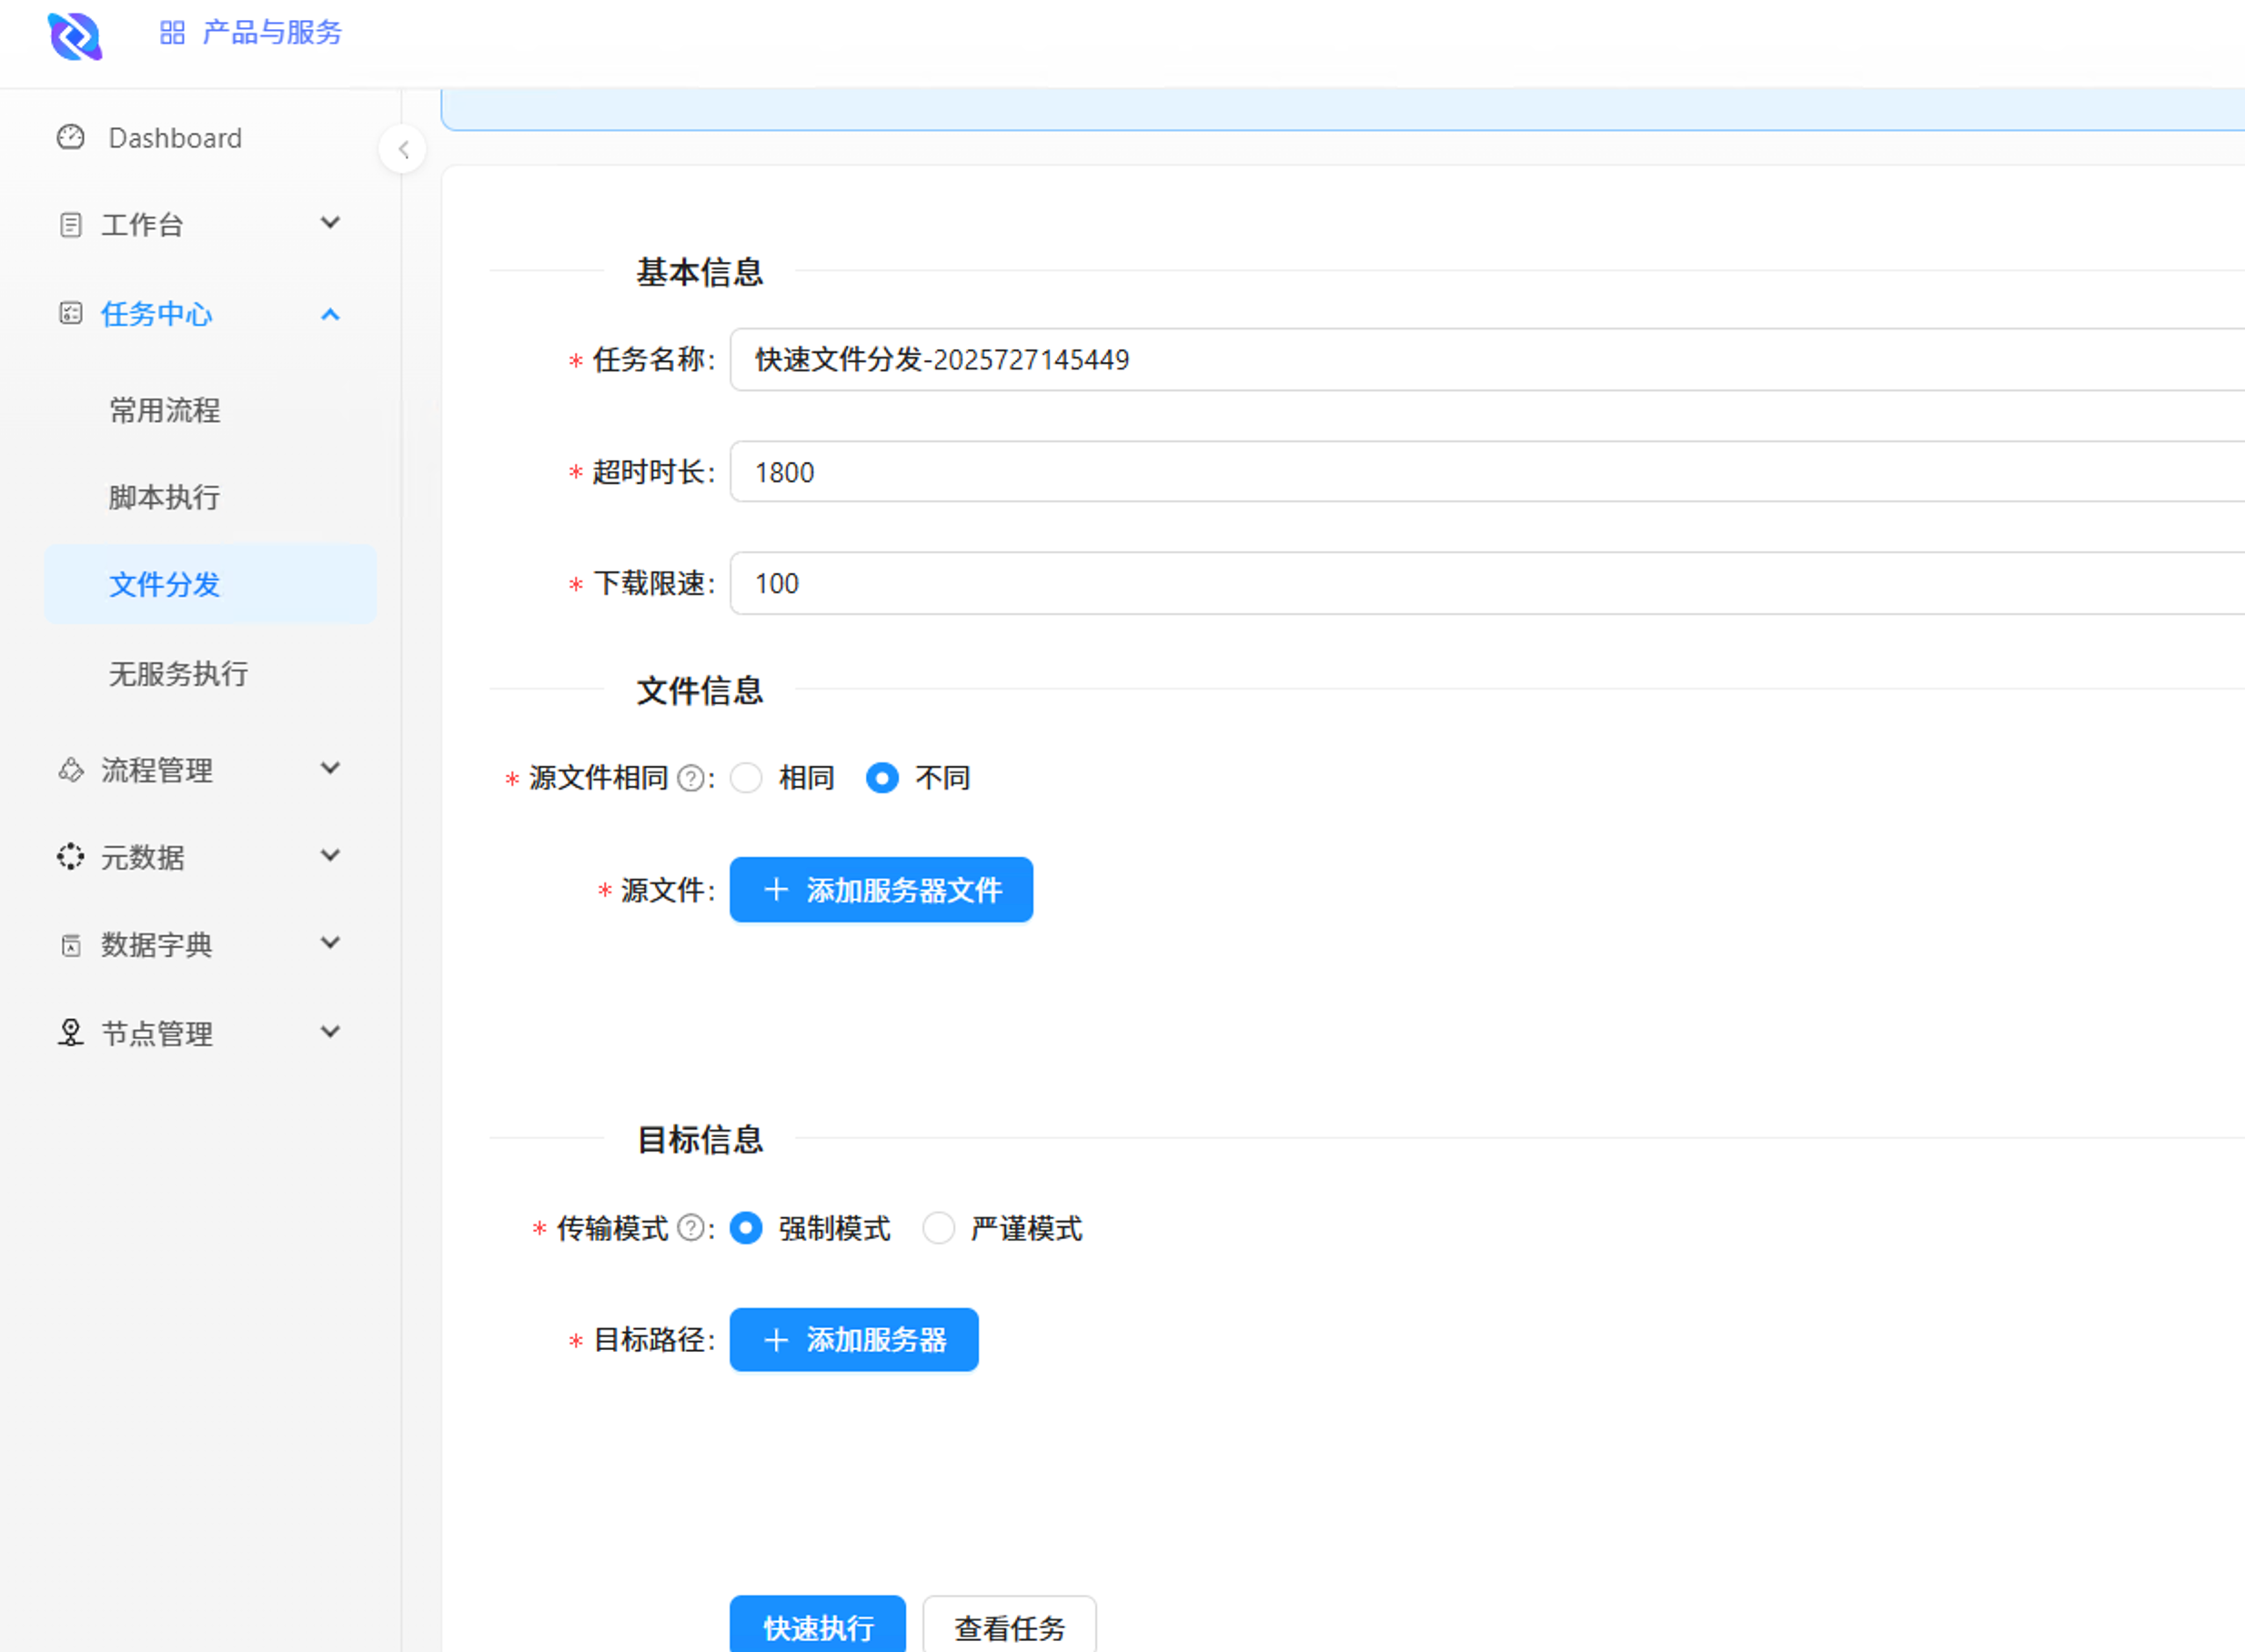 产品与服务
Dashboard
工作台
任务中心
常用流程
脚本执行
文件分发
无服务执行
流程管理
元数据
数据字典
节点管理
基本信息
* 任务名称: 快速文件分发-2025727145449
* 超时时长: 1800
* 下载限速: 100
文件信息
* 源文件相同 ? : 相同 不同
* 源文件: + 添加服务器文件
目标信息
* 传输模式 ? : 强制模式 严谨模式
* 目标路径: + 添加服务器
快速执行 查看任务